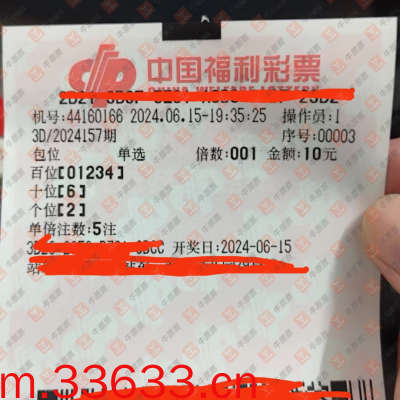 中国福利彩票
机号:44160166 2024.06.15-19:35:25 操作员:1
3D/2024157期 序号:00003
包位 单选 倍数:001 金额:10元
百位[01234]
十位[6]
个位[2]
单倍注数:5注
开奖日:2024-06-15
站
m.33633.cn